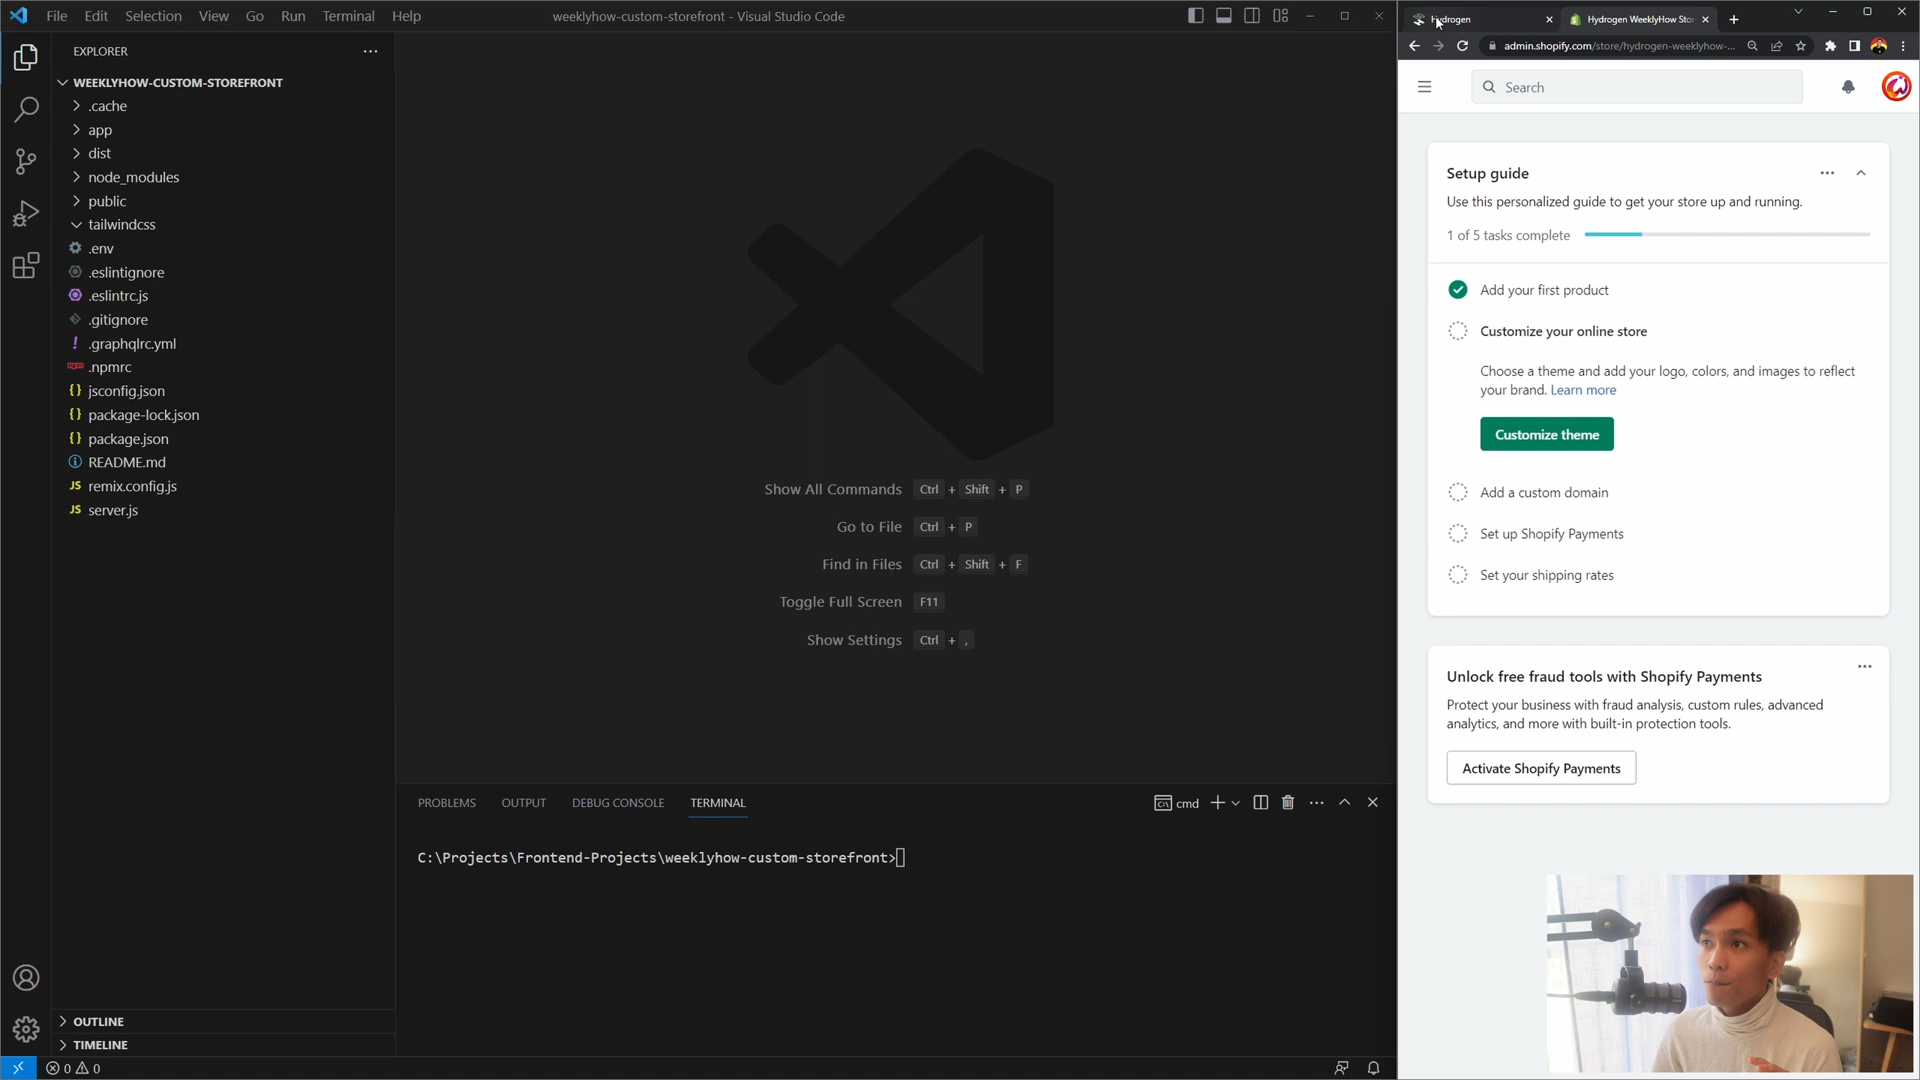 File Edit Selection View Go Run Terminal Help
weeklyhow-custom-storefront - Visual Studio Code
EXPLORER
WEEKLYHOW-CUSTOM-STOREFRONT
.cache
app
dist
node_modules
public
tailwindcss
.env
.eslintignore
.eslintrc.js
.gitignore
.graphqlrc.yml
.npmrc
jsconfig.json
package-lock.json
package.json
README.md
remix.config.js
server.js
OUTLINE
TIMELINE
0 0
Show All Commands Ctrl + Shift + P
Go to File Ctrl + P
Find in Files Ctrl + Shift + F
Toggle Full Screen F11
Show Settings Ctrl + ,
PROBLEMS OUTPUT DEBUG CONSOLE TERMINAL
cmd
C:\Projects\Frontend-Projects\weeklyhow-custom-storefront>
Hydrogen
Hydrogen WeeklyHow Sto
admin.shopify.com/store/hydrogen-weeklyhow-...
Search
Setup guide
Use this personalized guide to get your store up and running.
1 of 5 tasks complete
Add your first product
Customize your online store
Choose a theme and add your logo, colors, and images to reflect
your brand. Learn more
Customize theme
Add a custom domain
Set up Shopify Payments
Set your shipping rates
Unlock free fraud tools with Shopify Payments
Protect your business with fraud analysis, custom rules, advanced
analytics, and more with built-in protection tools.
Activate Shopify Payments